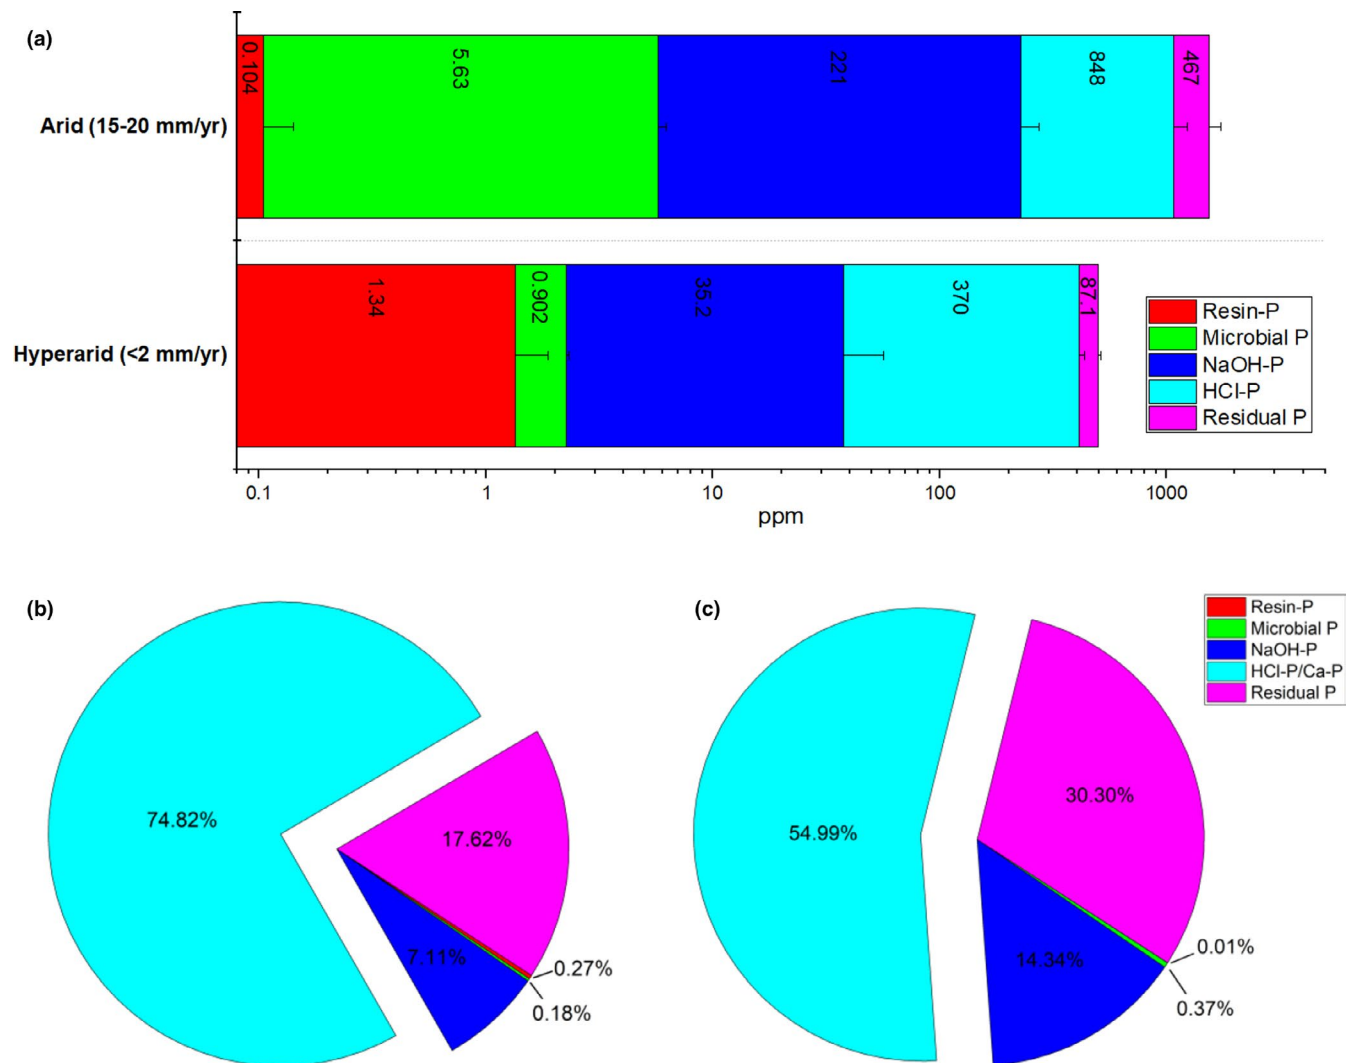 (a)
0.104
5.63
221
848
467
Arid (15-20 mm/yr)
1.34
0.902
35.2
370
87.1
Hyperarid (<2 mm/yr)
Resin-P
Microbial P
NaOH-P
HCl-P
Residual P
0.1
1
10
100
1000
ppm
(b)
74.82%
17.62%
7.11%
0.27%
0.18%
(c)
Resin-P
Microbial P
NaOH-P
HCl-P/Ca-P
Residual P
54.99%
30.30%
14.34%
0.01%
0.37%